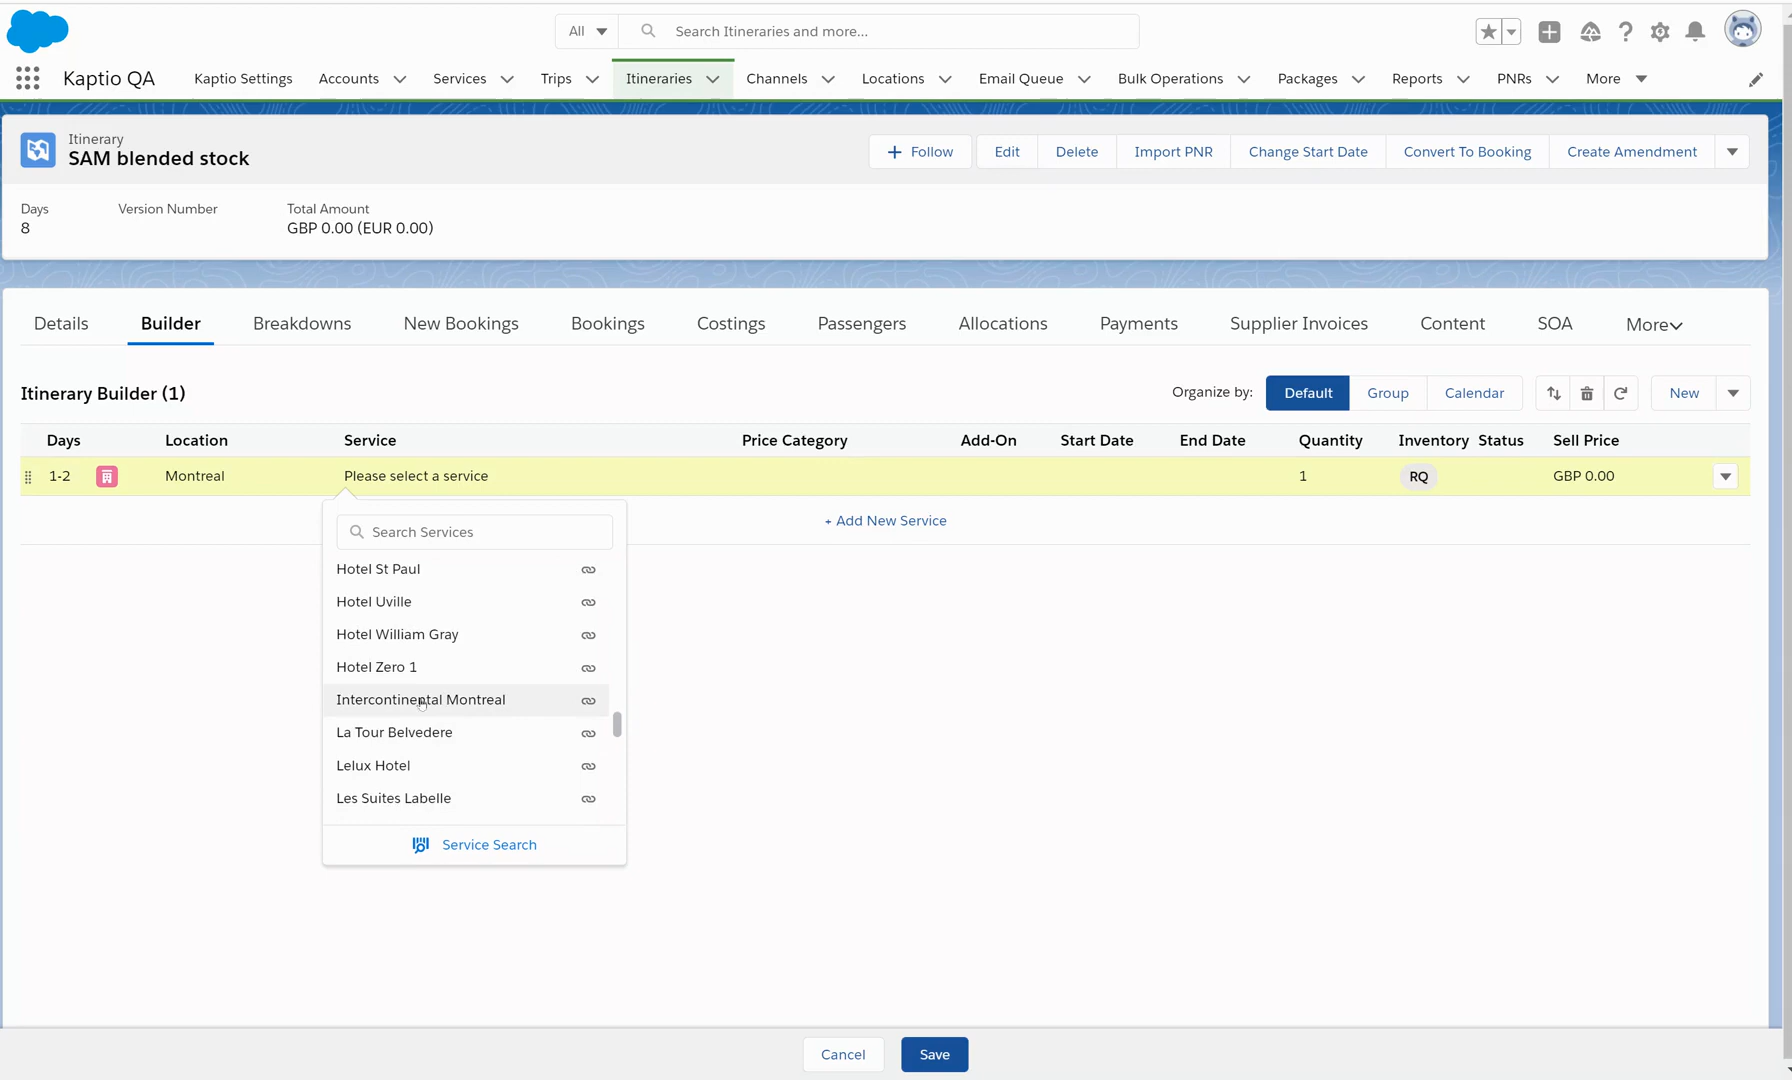 All
Search Itineraries and more...
Kaptio QA
Kaptio Settings
Accounts
Services
Trips
Itineraries
Channels
Locations
Email Queue
Bulk Operations
Packages
Reports
PNRs
More
Itinerary
SAM blended stock
Follow
Edit
Delete
Import PNR
Change Start Date
Convert To Booking
Create Amendment
Days
Version Number
Total Amount
8
GBP 0.00 (EUR 0.00)
Details
Builder
Breakdowns
New Bookings
Bookings
Costings
Passengers
Allocations
Payments
Supplier Invoices
Content
SOA
More
Itinerary Builder (1)
Organize by:
Default
Group
Calendar
New
Days
Location
Service
Price Category
Add-On
Start Date
End Date
Quantity
Inventory
Status
Sell Price
1-2
Montreal
Please select a service
1
RQ
GBP 0.00
+ Add New Service
Search Services
Hotel St Paul
Hotel Uville
Hotel William Gray
Hotel Zero 1
Intercontinental Montreal
La Tour Belvedere
Lelux Hotel
Les Suites Labelle
Service Search
Cancel
Save